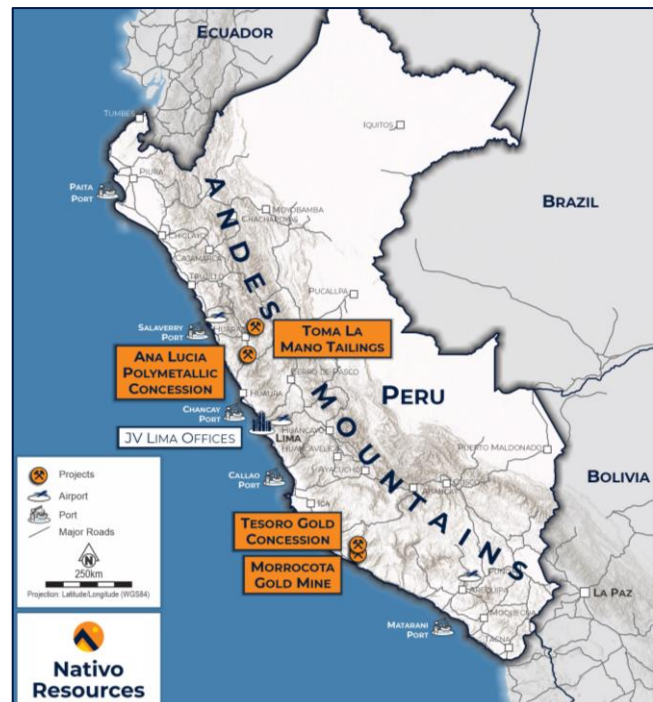 ECUADOR
TUMBES
IQUITOS
PIURA
PAITA
PORT
ANDES
MOUNTAINS
MOYOBAMBA
CHACHAPOYAS
BRAZIL
CHICLAYO
CAJAMARCA
TRUJILLO
PUCALLPA
SALAVERRY
PORT
HUARAZ
TOMA LA
MANO TAILINGS
ANA LUCIA
POLYMETALLIC
CONCESSION
CERRO DE PASCO
PERU
HUAURA
CHANCAY
PORT
JV LIMA OFFICES
LIMA
HUANCAYO
HUANCAVELICA
PUERTO MALDONADO
AYACUCHO
CUSCO
ABANCAY
BOLIVIA
CALLAO
PORT
ICA
Projects
Airport
Port
Major Roads
N
250km
Projection: Latitude/Longitude (WGS84)
TESORO GOLD
CONCESSION
MORROCOTA
GOLD MINE
PUNO
AREQUIPA
LA PAZ
MOQUEGUA
MATARANI
PORT
TACNA
Nativo
Resources